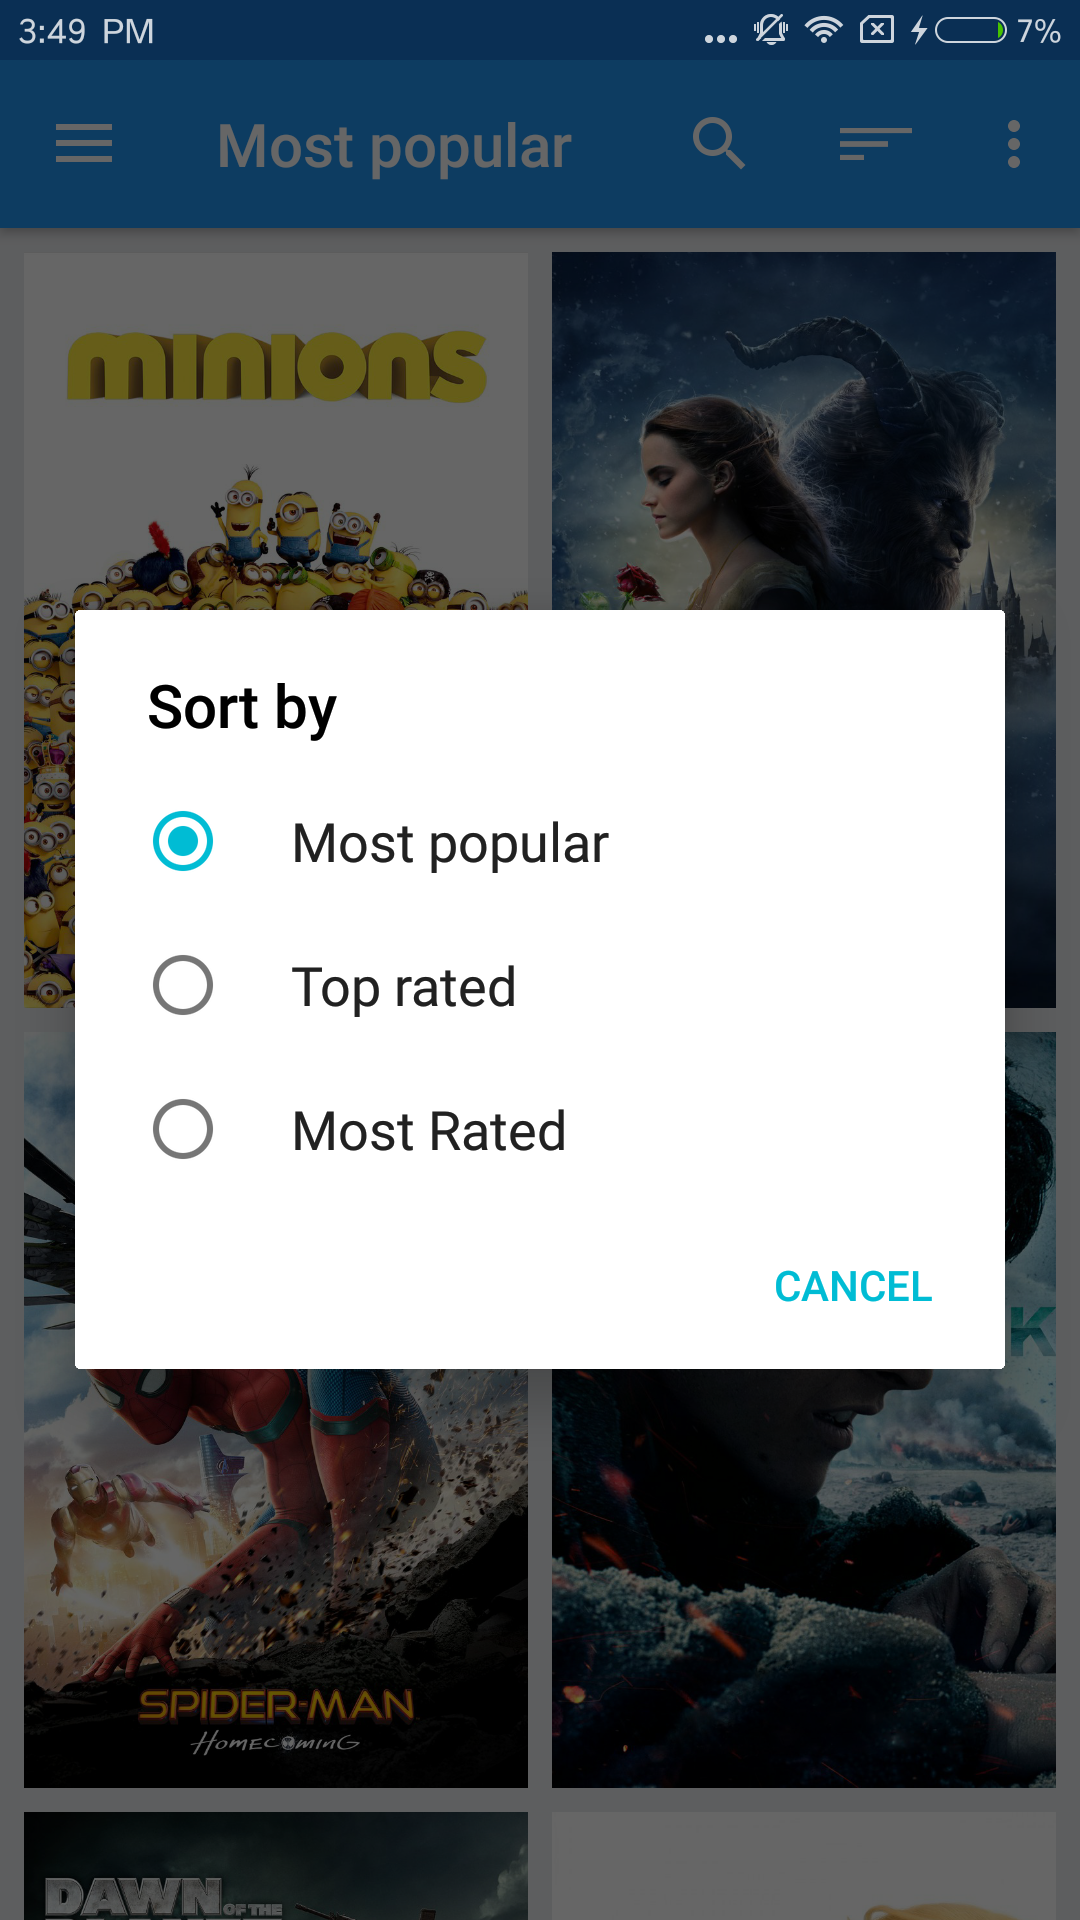 3:49 PM
7%
Most popular
minions
Sort by
Most popular
Top rated
Most Rated
CANCEL
K
SPIDER-MAN
HOMECOMING
DAWN OF THE